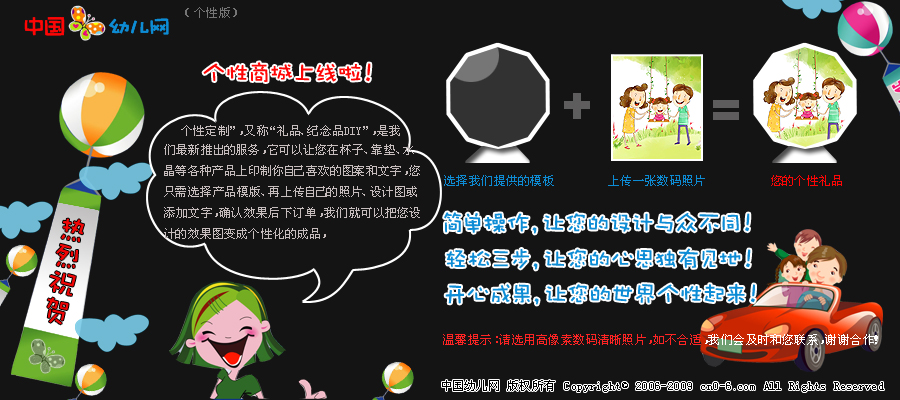 中国 幼儿网
（个性版）
个性商城上线啦！
个性定制”,又称“礼品、纪念品DIY”,是我
们最新推出的服务,它可以让您在杯子、靠垫、水
晶等各种产品上印制你自己喜欢的图案和文字,您
只需选择产品模版、再上传自己的照片、设计图或
添加文字,确认效果后下订单,我们就可以把您设
计的效果图变成个性化的成品,
热烈祝贺
选择我们提供的模板
上传一张数码照片
您的个性礼品
简单操作，让您的设计与众不同！
轻松三步，让您的心思独有见地！
开心成果，让您的世界个性起来！
温馨提示:请选用高像素数码清晰照片,如不合适,我们会及时和您联系,谢谢合作!
中国幼儿网 版权所有 Copyright© 2006-2009 cn0-6.com All Rights Reserved